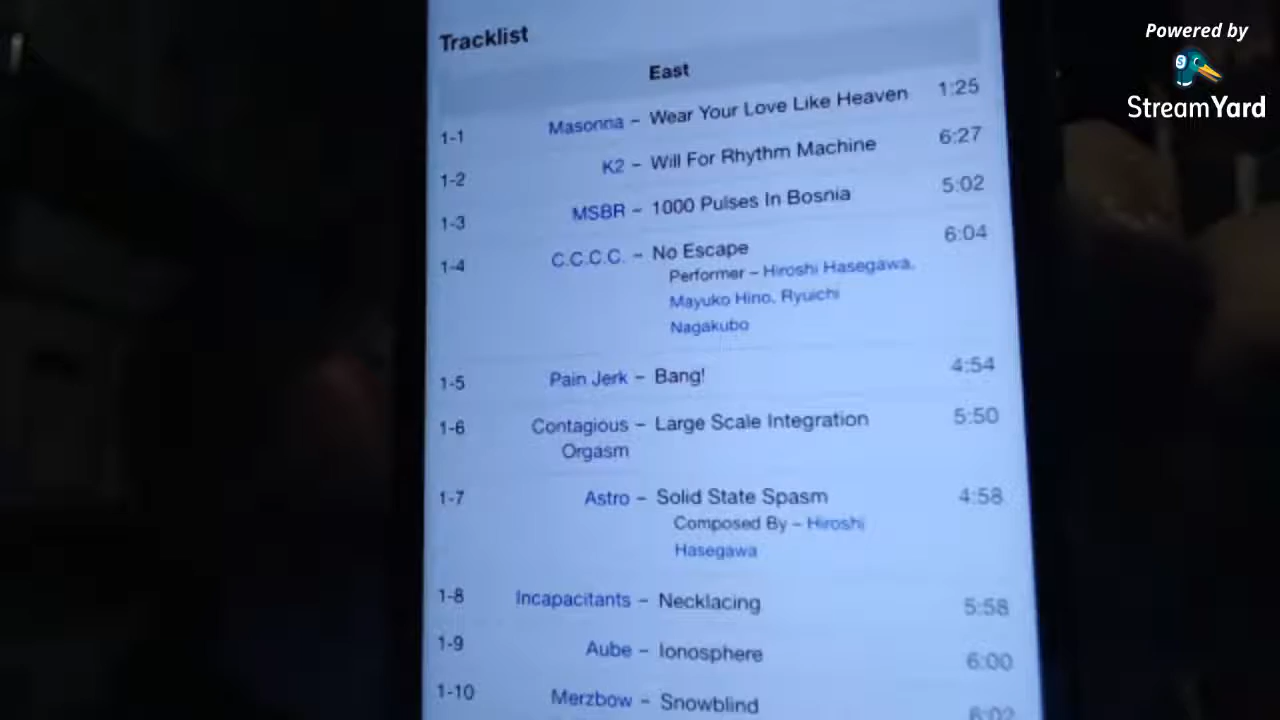 Powered by
StreamYard
Tracklist
East
1-1 Masonna – Wear Your Love Like Heaven 1:25
1-2 K2 – Will For Rhythm Machine 6:27
1-3 MSBR – 1000 Pulses In Bosnia 5:02
1-4 C.C.C.C. – No Escape 6:04
Performer – Hiroshi Hasegawa,
Mayuko Hino, Ryuichi
Nagakubo
1-5 Pain Jerk – Bang! 4:54
1-6 Contagious – Large Scale Integration 5:50
Orgasm
1-7 Astro – Solid State Spasm 4:58
Composed By – Hiroshi
Hasegawa
1-8 Incapacitants – Necklacing 5:58
1-9 Aube – Ionosphere 6:00
1-10 Merzbow – Snowblind 6:02